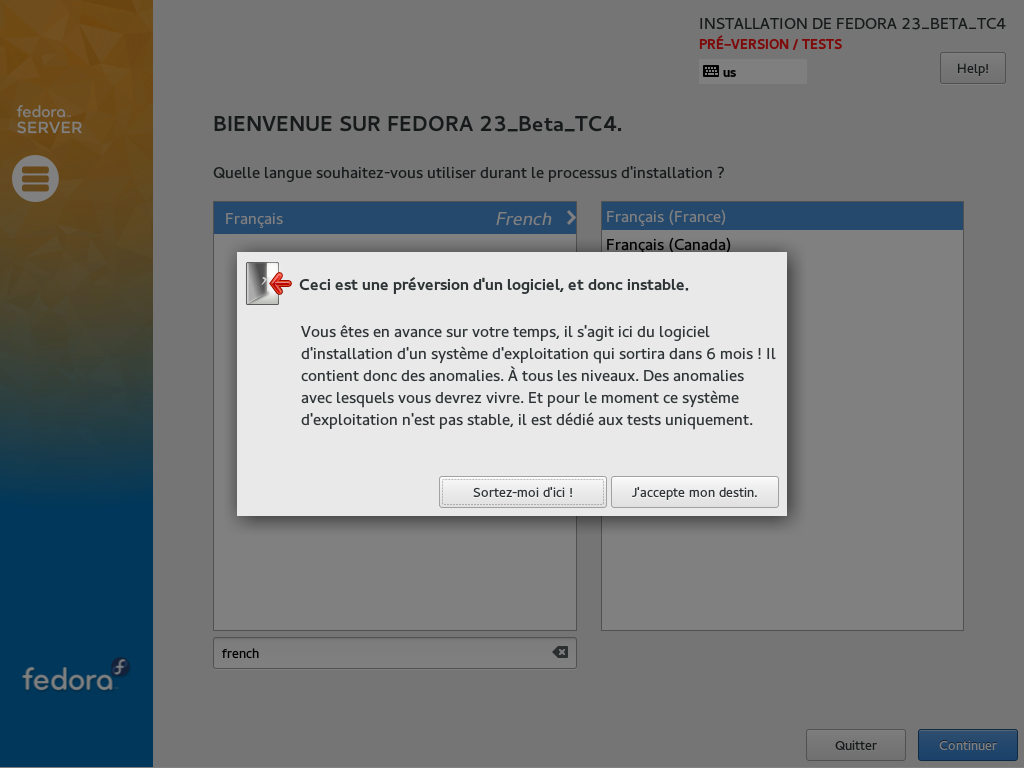 INSTALLATION DE FEDORA 23_BETA_TC4
PRÉ-VERSION / TESTS
us
Help!
fedora
SERVER
BIENVENUE SUR FEDORA 23_Beta_TC4.
Quelle langue souhaitez-vous utiliser durant le processus d'installation ?
Français French
Français (France)
Français (Canada)
Ceci est une préversion d'un logiciel, et donc instable.
Vous êtes en avance sur votre temps, il s'agit ici du logiciel
d'installation d'un système d'exploitation qui sortira dans 6 mois ! Il
contient donc des anomalies. À tous les niveaux. Des anomalies
avec lesquels vous devrez vivre. Et pour le moment ce système
d'exploitation n'est pas stable, il est dédié aux tests uniquement.
Sortez-moi d'ici !
J'accepte mon destin.
french
fedora
Quitter
Continuer